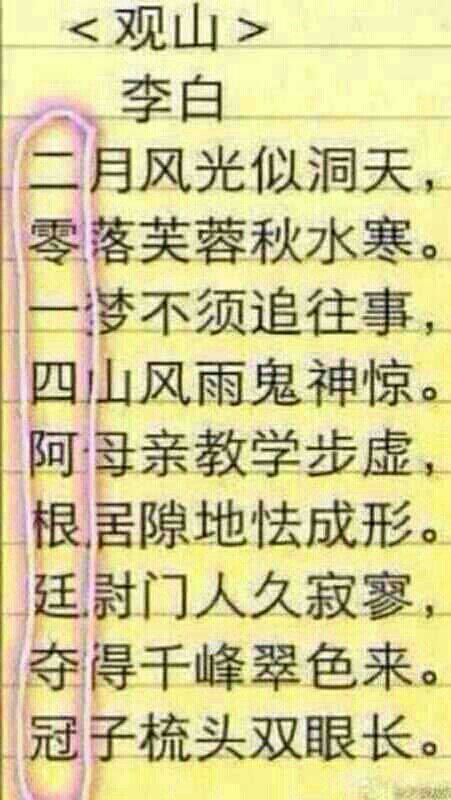 <观山>
李白
二月风光似洞天，
零落芙蓉秋水寒。
一梦不须追往事，
四山风雨鬼神惊。
阿母亲教学步虚，
根居隙地怯成形。
廷尉门人久寂寥，
夺得千峰翠色来。
冠子梳头双眼长。